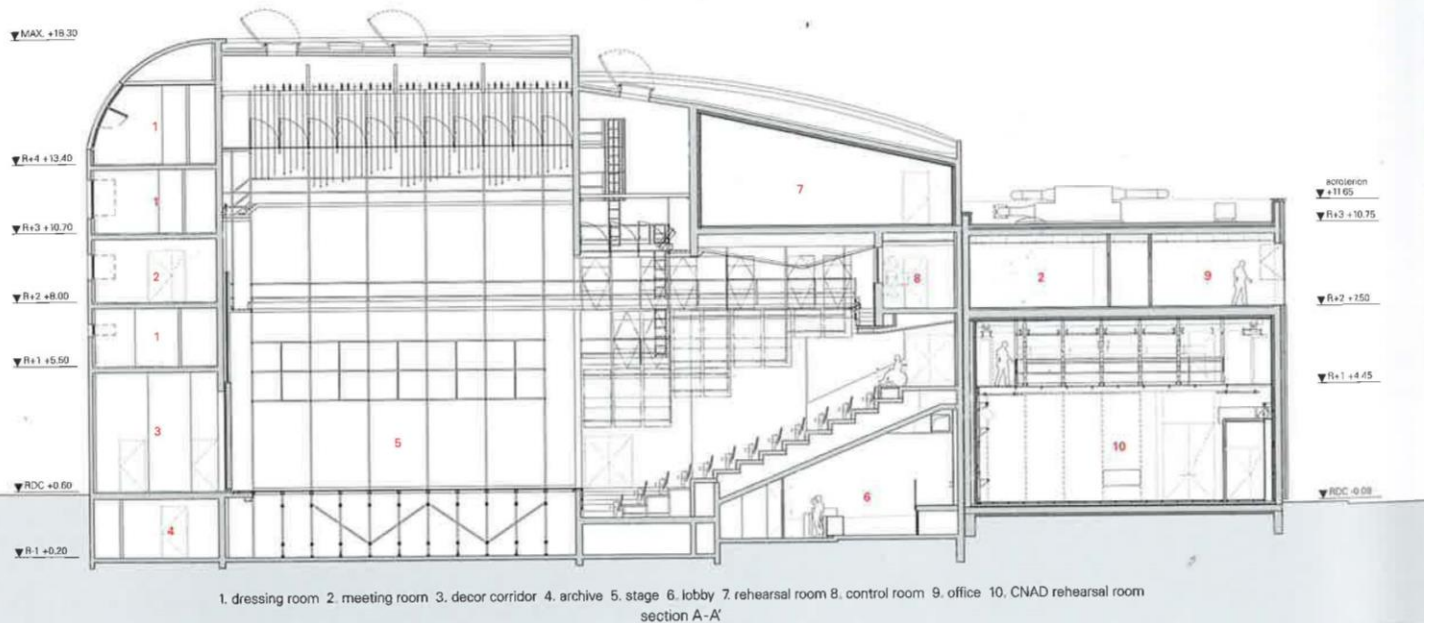 MAX. +18.30
R+4 +13.40
R+3 +10.70
R+2 +8.00
R+1 +5.50
RDC +0.60
R-1 +0.20
1
1
2
1
3
4
5
7
8
6
2
9
10
+11.65
R+3 +10.75
R+2 +7.50
R+1 +4.45
RDC -0.08
1. dressing room 2. meeting room 3. decor corridor 4. archive 5. stage 6. lobby 7. rehearsal room 8. control room 9. office 10. CNAD rehearsal room
section A-A'